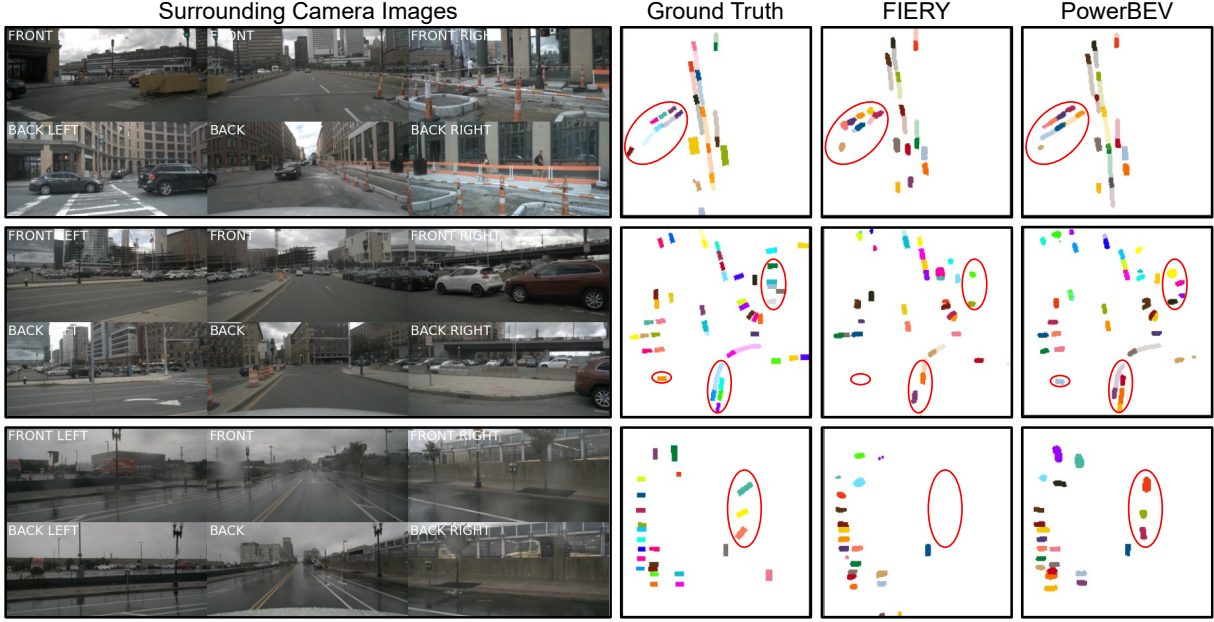 Surrounding Camera Images Ground Truth FIERY PowerBEV
FRONT L FRONT FRONT RIGHT
BACK LEFT BACK BACK RIGHT
FRONT LEFT FRONT FRONT RIGHT
BACK LEFT BACK BACK RIGHT
FRONT LEFT FRONT FRONT RIGHT
BACK LEFT BACK BACK RIGHT